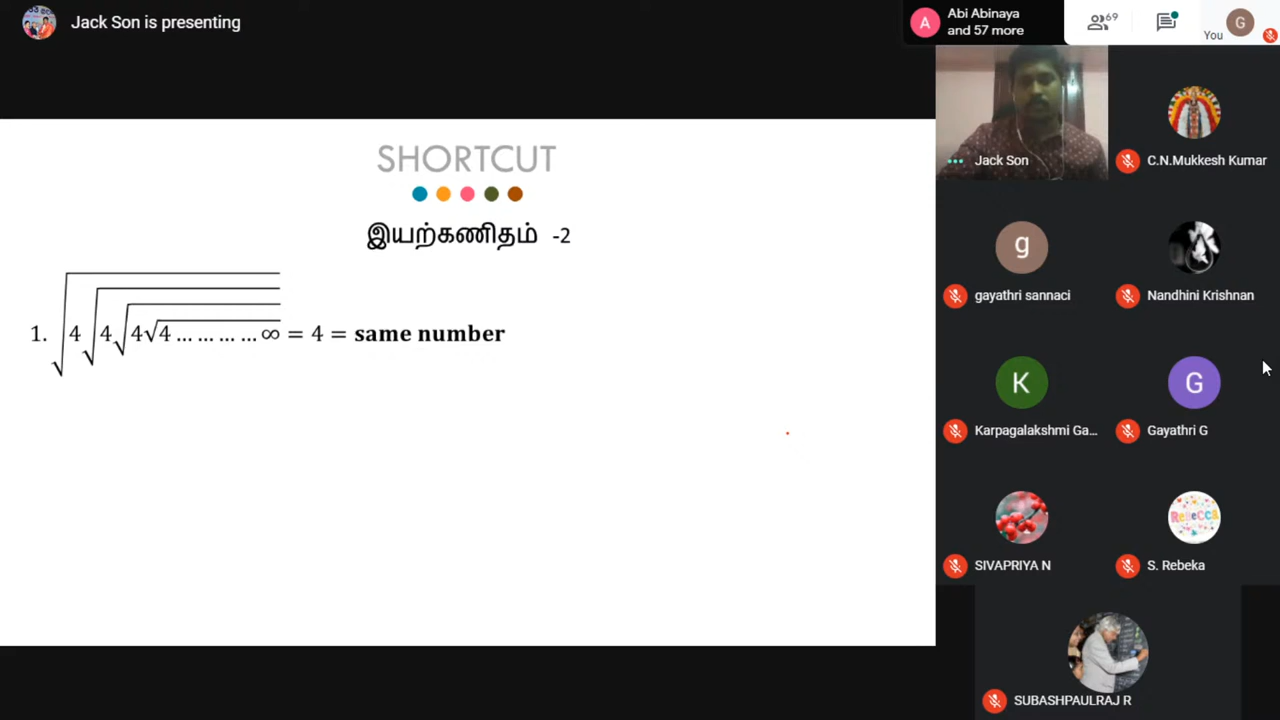 Jack Son is presenting
Abi Abinaya
and 57 more
69
You
G
A
SHORTCUT
இயற்கணிதம் -2
1. √4√4√4√4 … … … … ∞ = 4 = same number
Jack Son
C.N.Mukkesh Kumar
g
gayathri sannaci
Nandhini Krishnan
K
Karpagalakshmi Ga...
G
Gayathri G
SIVAPRIYA N
ReBeCCa
S. Rebeka
SUBASHPAULRAJ R